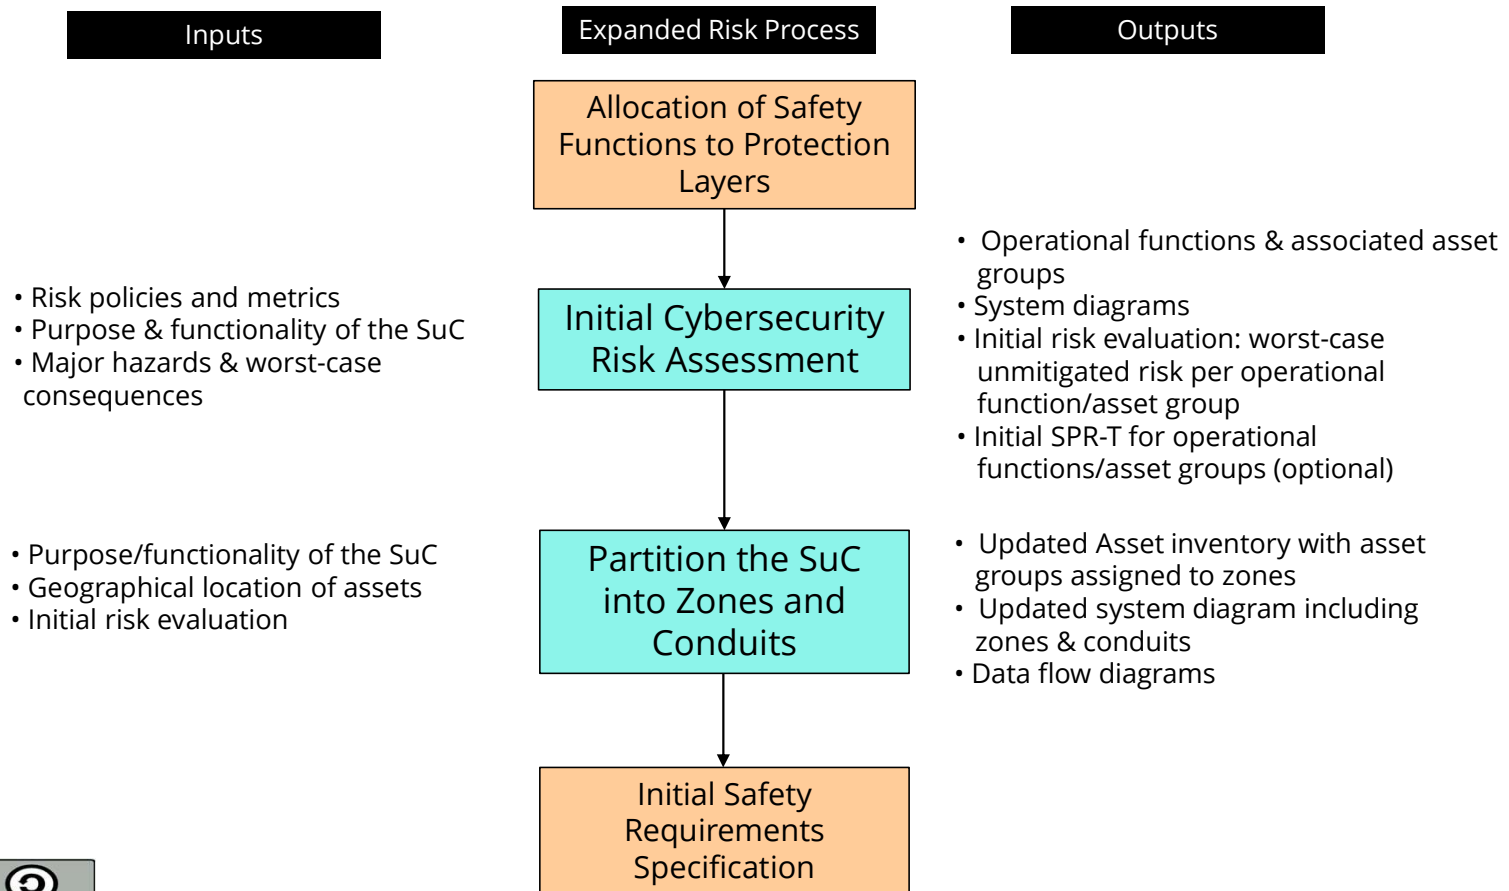 Inputs
Expanded Risk Process
Outputs
Allocation of Safety
Functions to Protection
Layers
• Risk policies and metrics
• Purpose & functionality of the SuC
• Major hazards & worst-case
consequences
Initial Cybersecurity
Risk Assessment
• Operational functions & associated asset
groups
• System diagrams
• Initial risk evaluation: worst-case
unmitigated risk per operational
function/asset group
• Initial SPR-T for operational
functions/asset groups (optional)
• Purpose/functionality of the SuC
• Geographical location of assets
• Initial risk evaluation
Partition the SuC
into Zones and
Conduits
• Updated Asset inventory with asset
groups assigned to zones
• Updated system diagram including
zones & conduits
• Data flow diagrams
Initial Safety
Requirements
Specification